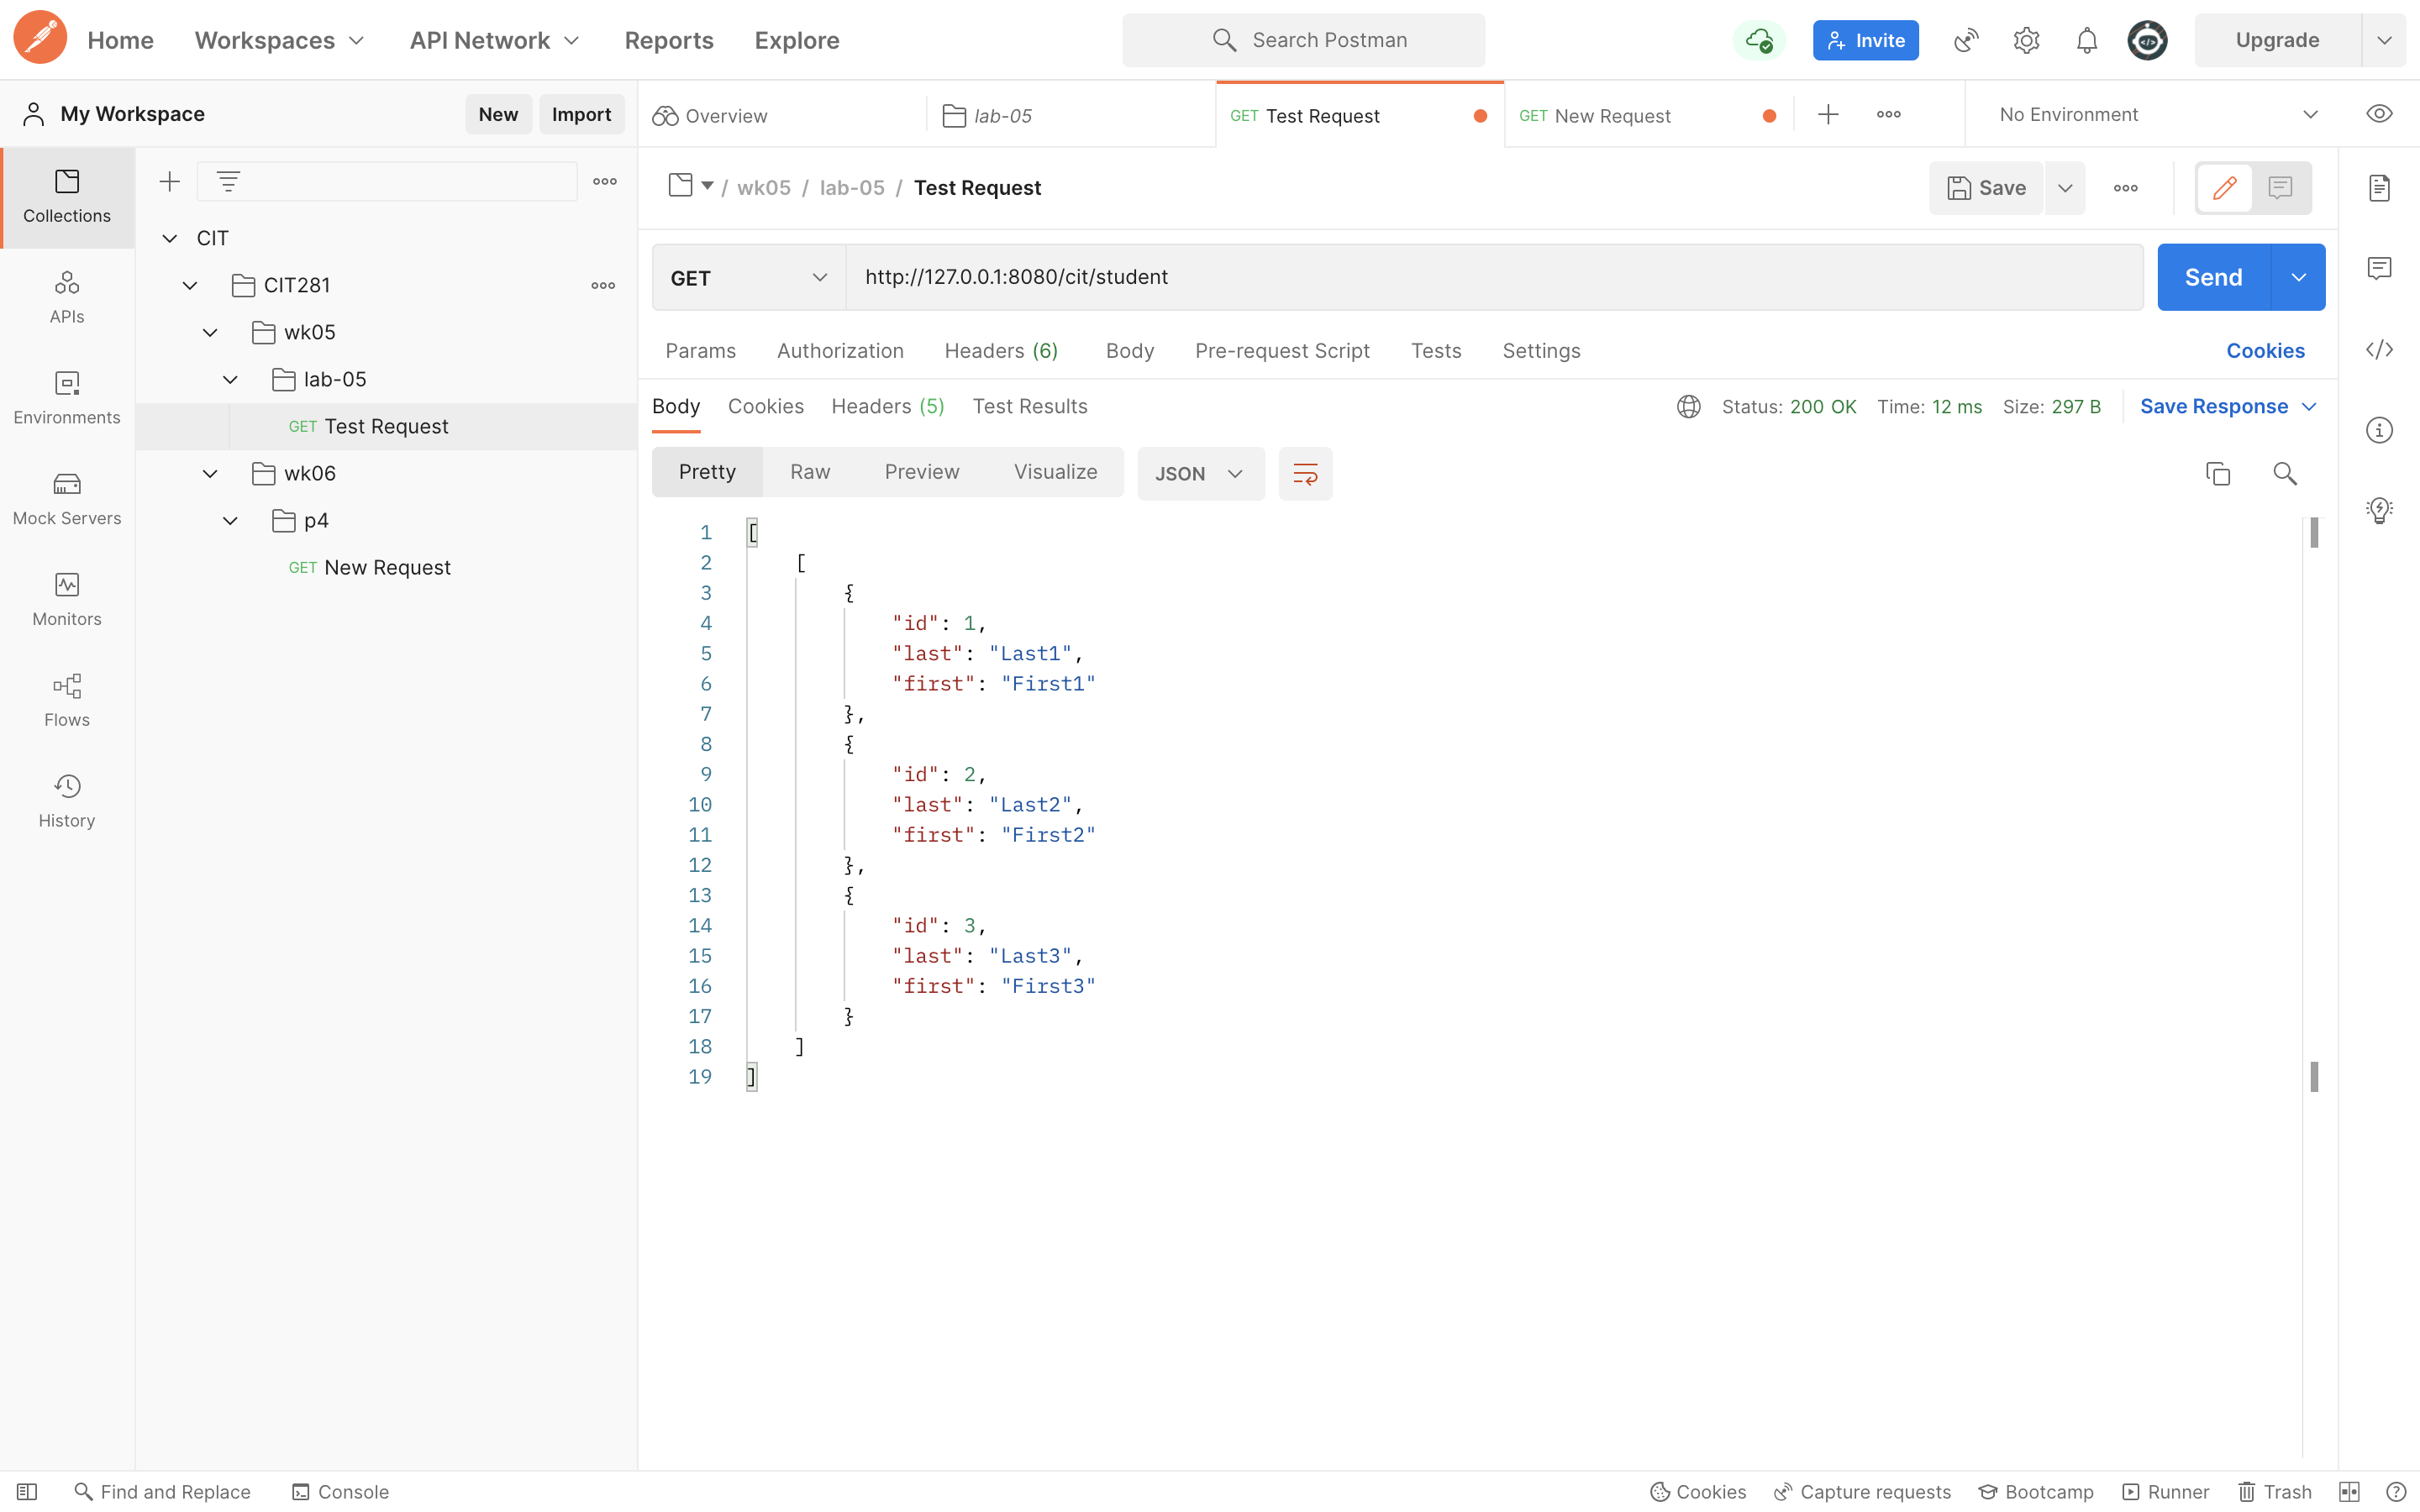 Home Workspaces API Network Reports Explore Search Postman Invite Upgrade
My Workspace New Import Overview lab-05 GET Test Request GET New Request No Environment
Collections
APIs
Environments
Mock Servers
Monitors
Flows
History
CIT
CIT281
wk05
lab-05
GET Test Request
wk06
p4
GET New Request
/ wk05 / lab-05 / Test Request Save
GET http://127.0.0.1:8080/cit/student Send
Params Authorization Headers (6) Body Pre-request Script Tests Settings Cookies
Body Cookies Headers (5) Test Results Status: 200 OK Time: 12 ms Size: 297 B Save Response
Pretty Raw Preview Visualize JSON
1 [
2 [
3 {
4 "id": 1,
5 "last": "Last1",
6 "first": "First1"
7 },
8 {
9 "id": 2,
10 "last": "Last2",
11 "first": "First2"
12 },
13 {
14 "id": 3,
15 "last": "Last3",
16 "first": "First3"
17 }
18 ]
19 ]
Find and Replace Console Cookies Capture requests Bootcamp Runner Trash